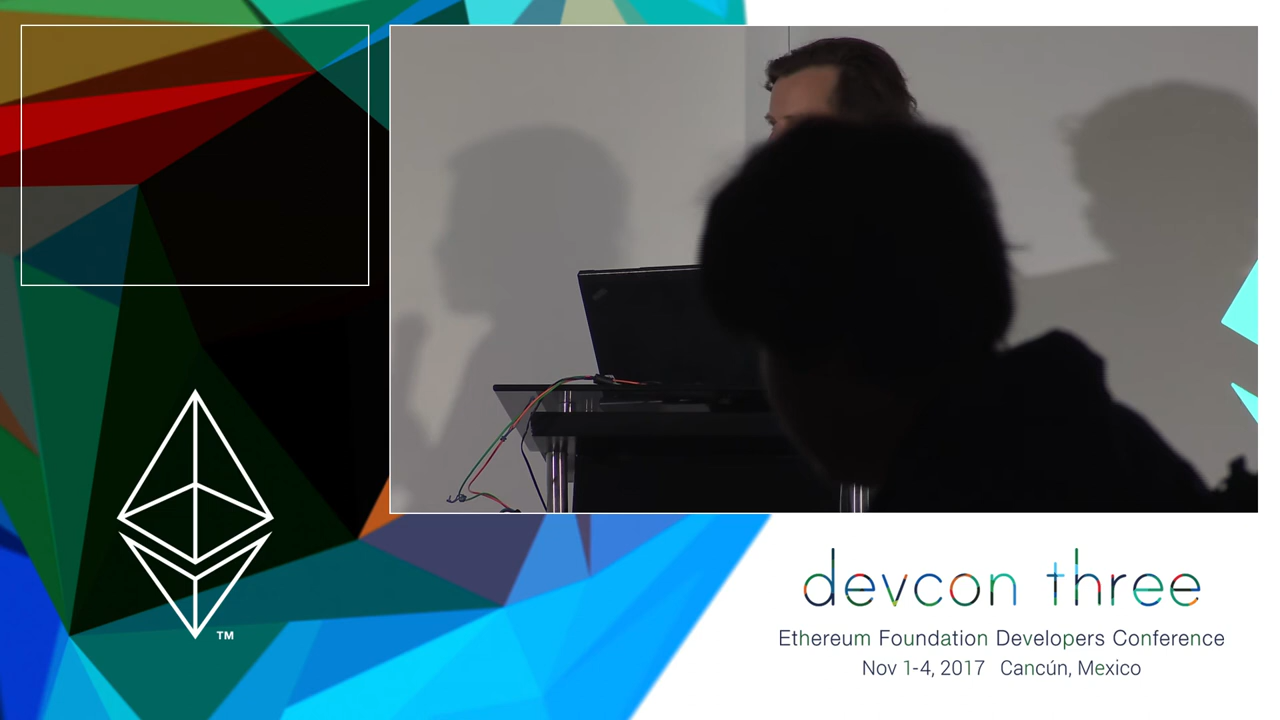 TM
devcon three
Ethereum Foundation Developers Conference
Nov 1-4, 2017 Cancún, Mexico